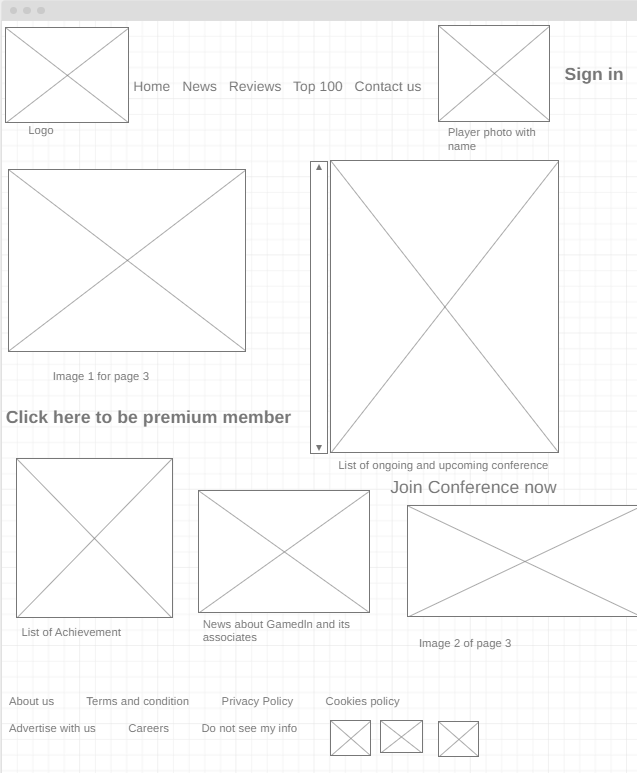 Sign in
Home News Reviews Top 100 Contact us
Logo
Player photo with
name
Image 1 for page 3
Click here to be premium member
List of ongoing and upcoming conference
Join Conference now
List of Achievement
News about GamedIn and its
associates
Image 2 of page 3
About us Terms and condition Privacy Policy Cookies policy
Advertise with us Careers Do not see my info